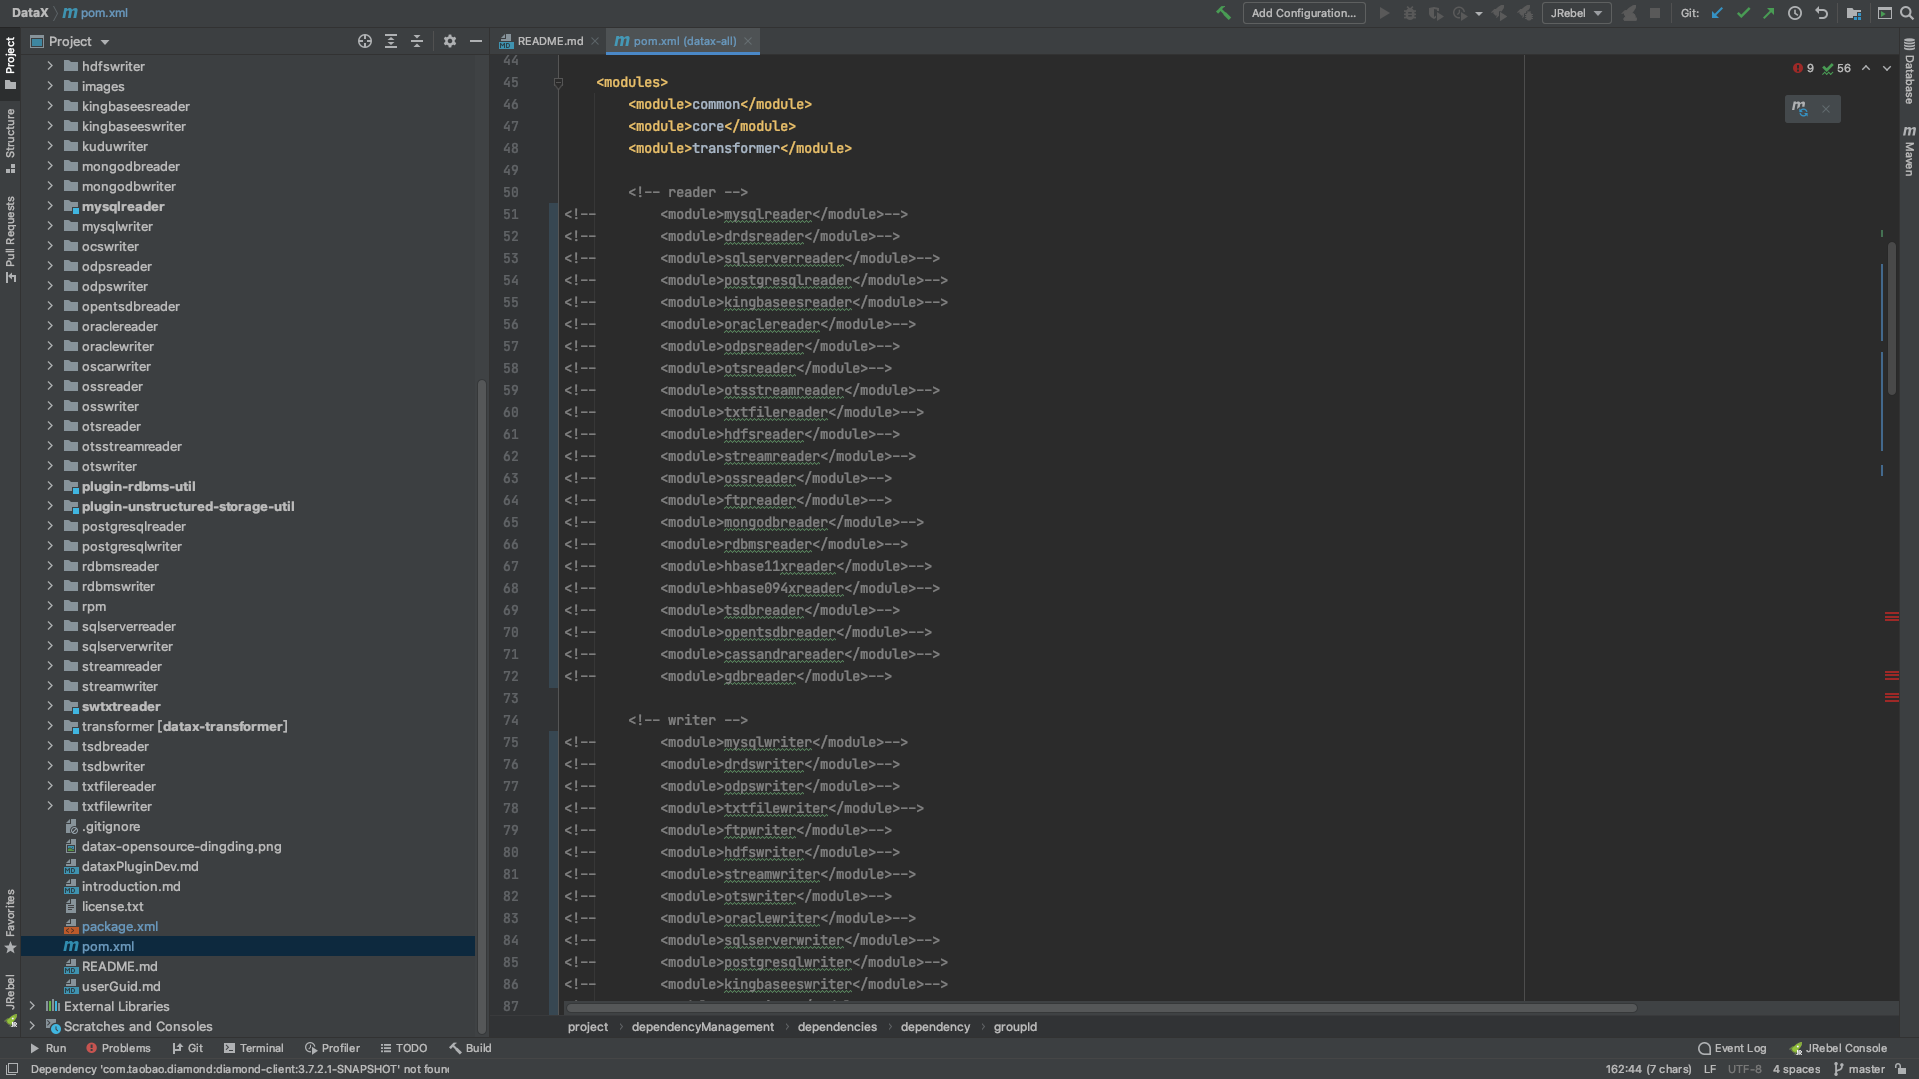 DataX › pom.xml
Add Configuration...
JRebel
Git:
Project
README.md
pom.xml (datax-all)
Project
Structure
Pull Requests
Favorites
JRebel
hdfswriter
images
kingbaseesreader
kingbaseeswriter
kuduwriter
mongodbreader
mongodbwriter
mysqlreader
mysqlwriter
ocswriter
odpsreader
odpswriter
opentsdbreader
oraclereader
oraclewriter
oscarwriter
ossreader
osswriter
otsreader
otsstreamreader
otswriter
plugin-rdbms-util
plugin-unstructured-storage-util
postgresqlreader
postgresqlwriter
rdbmsreader
rdbmswriter
rpm
sqlserverreader
sqlserverwriter
streamreader
streamwriter
swtxtreader
transformer [datax-transformer]
tsdbreader
tsdbwriter
txtfilereader
txtfilewriter
.gitignore
datax-opensource-dingding.png
dataxPluginDev.md
introduction.md
license.txt
package.xml
pom.xml
README.md
userGuid.md
External Libraries
Scratches and Consoles
44
45 <modules>
46 <module>common</module>
47 <module>core</module>
48 <module>transformer</module>
49
50 <!-- reader -->
51 <!-- <module>mysqlreader</module>-->
52 <!-- <module>drdsreader</module>-->
53 <!-- <module>sqlserverreader</module>-->
54 <!-- <module>postgresqlreader</module>-->
55 <!-- <module>kingbaseesreader</module>-->
56 <!-- <module>oraclereader</module>-->
57 <!-- <module>odpsreader</module>-->
58 <!-- <module>otsreader</module>-->
59 <!-- <module>otsstreamreader</module>-->
60 <!-- <module>txtfilereader</module>-->
61 <!-- <module>hdfsreader</module>-->
62 <!-- <module>streamreader</module>-->
63 <!-- <module>ossreader</module>-->
64 <!-- <module>ftpreader</module>-->
65 <!-- <module>mongodbreader</module>-->
66 <!-- <module>rdbmsreader</module>-->
67 <!-- <module>hbase11xreader</module>-->
68 <!-- <module>hbase094xreader</module>-->
69 <!-- <module>tsdbreader</module>-->
70 <!-- <module>opentsdbreader</module>-->
71 <!-- <module>cassandrareader</module>-->
72 <!-- <module>gdbreader</module>-->
73
74 <!-- writer -->
75 <!-- <module>mysqlwriter</module>-->
76 <!-- <module>drdswriter</module>-->
77 <!-- <module>odpswriter</module>-->
78 <!-- <module>txtfilewriter</module>-->
79 <!-- <module>ftpwriter</module>-->
80 <!-- <module>hdfswriter</module>-->
81 <!-- <module>streamwriter</module>-->
82 <!-- <module>otswriter</module>-->
83 <!-- <module>oraclewriter</module>-->
84 <!-- <module>sqlserverwriter</module>-->
85 <!-- <module>postgresqlwriter</module>-->
86 <!-- <module>kingbaseeswriter</module>-->
87
9 56
Database
Maven
project › dependencyManagement › dependencies › dependency › groupId
Run Problems Git Terminal Profiler TODO Build
Event Log JRebel Console
Dependency 'com.taobao.diamond:diamond-client:3.7.2.1-SNAPSHOT' not foun
162:44 (7 chars) LF UTF-8 4 spaces master